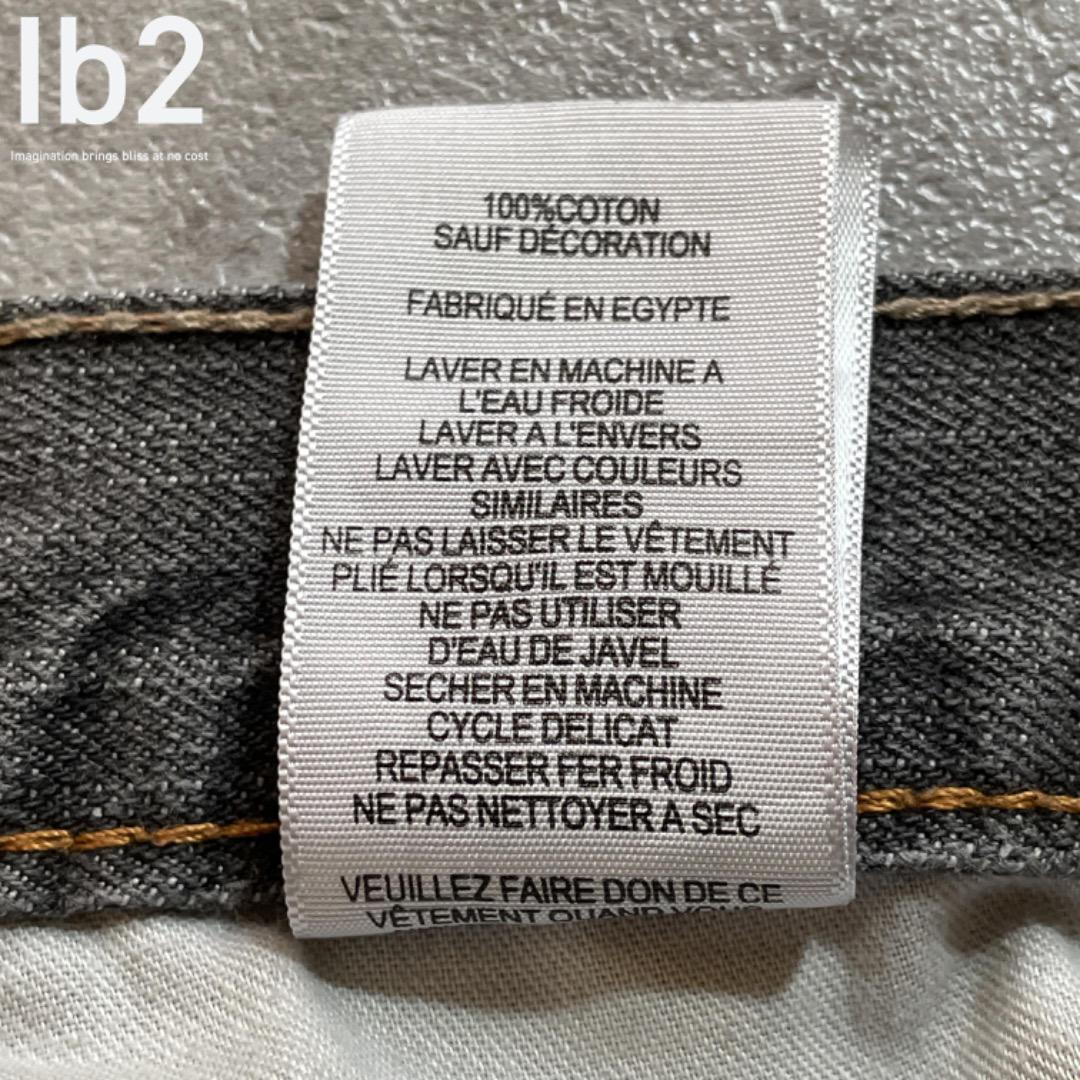 Ib2
Imagination brings bliss at no cost
100%COTON
SAUF DÉCORATION
FABRIQUÉ EN EGYPTE
LAVER EN MACHINE A
L'EAU FROIDE
LAVER A L'ENVERS
LAVER AVEC COULEURS
SIMILAIRES
NE PAS LAISSER LE VÊTEMENT
PLIÉ LORSQU'IL EST MOUILLÉ
NE PAS UTILISER
D'EAU DE JAVEL
SECHER EN MACHINE
CYCLE DELICAT
REPASSER FER FROID
NE PAS NETTOYER A SEC
VEUILLEZ FAIRE DON DE CE
VÊTEMENT QUAND VOUS